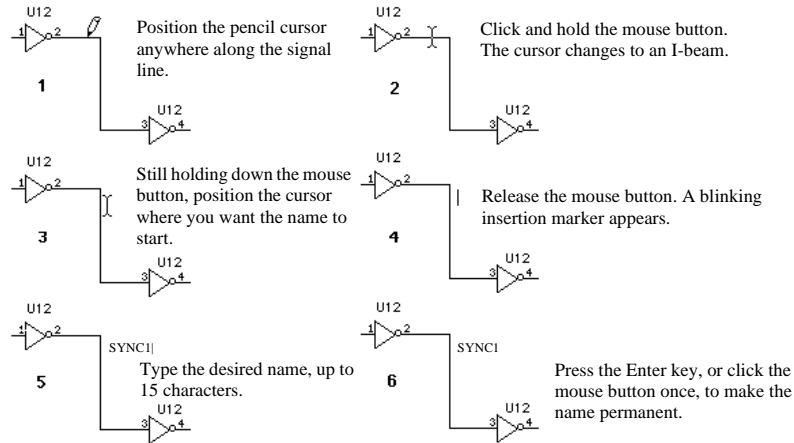 U12
1 2
Position the pencil cursor
anywhere along the signal
line.
1
U12
3 4
U12
1 2
Click and hold the mouse button.
The cursor changes to an I-beam.
2
U12
3 4
U12
1 2
Still holding down the mouse
button, position the cursor
where you want the name to
start.
3
U12
3 4
U12
1 2
Release the mouse button. A blinking
insertion marker appears.
4
U12
3 4
U12
1 2
SYNC1
Type the desired name, up to
15 characters.
5
U12
3 4
U12
1 2
SYNC1
Press the Enter key, or click the
mouse button once, to make the
name permanent.
6
U12
3 4